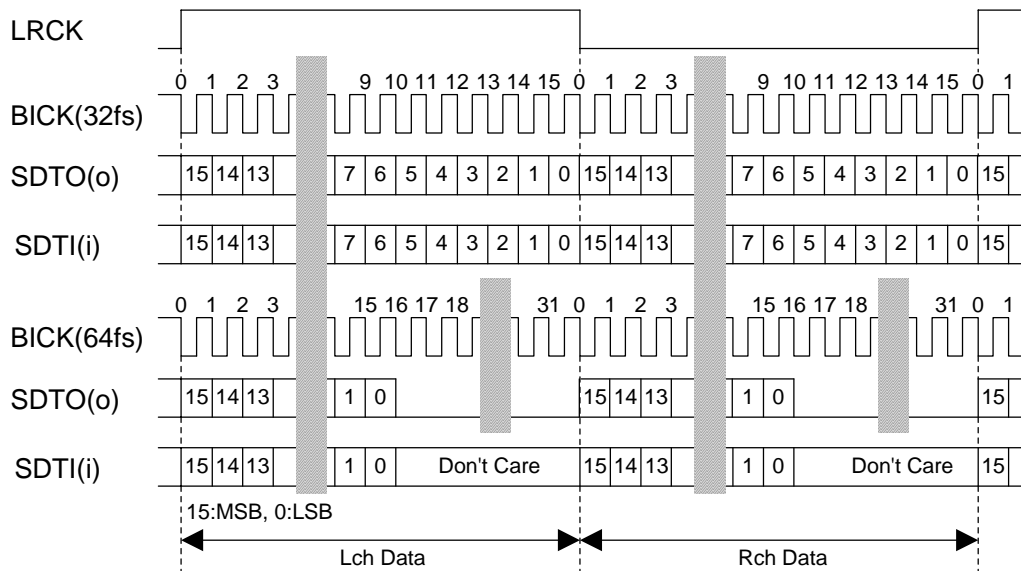 LRCK
0 1 2 3 9 10 11 12 13 14 15 0 1 2 3 9 10 11 12 13 14 15 0 1
BICK(32fs)
SDTO(o) 15 14 13 7 6 5 4 3 2 1 0 15 14 13 7 6 5 4 3 2 1 0 15
SDTI(i) 15 14 13 7 6 5 4 3 2 1 0 15 14 13 7 6 5 4 3 2 1 0 15
0 1 2 3 15 16 17 18 31 0 1 2 3 15 16 17 18 31 0 1
BICK(64fs)
SDTO(o) 15 14 13 1 0 15 14 13 1 0 15
SDTI(i) 15 14 13 1 0 Don't Care 15 14 13 1 0 Don't Care 15
15:MSB, 0:LSB
Lch Data Rch Data